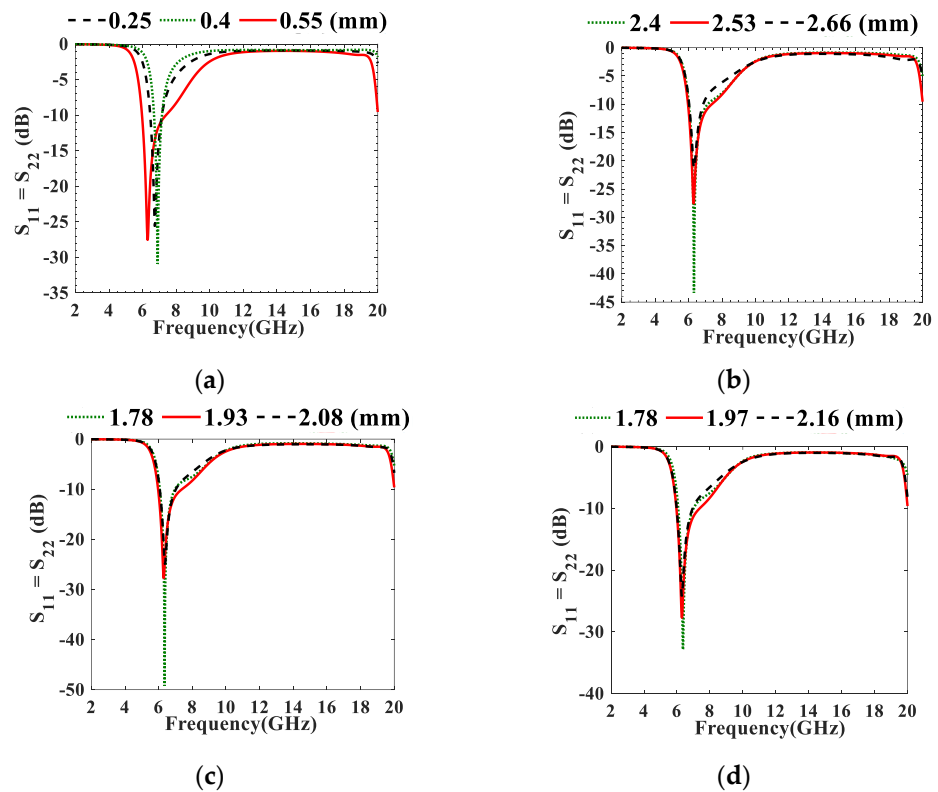 0.25 0.4 0.55 (mm)
0
-5
-10
-15
-20
-25
-30
-35
S11 = S22 (dB)
2 4 6 8 10 12 14 16 18 20
Frequency(GHz)
(a)
2.4 2.53 2.66 (mm)
0
-5
-10
-15
-20
-25
-30
-35
-40
-45
S11 = S22 (dB)
2 4 6 8 10 12 14 16 18 20
Frequency(GHz)
(b)
1.78 1.93 2.08 (mm)
0
-10
-20
-30
-40
-50
S11 = S22 (dB)
2 4 6 8 10 12 14 16 18 20
Frequency(GHz)
(c)
1.78 1.97 2.16 (mm)
0
-10
-20
-30
-40
S11 = S22 (dB)
2 4 6 8 10 12 14 16 18 20
Frequency(GHz)
(d)